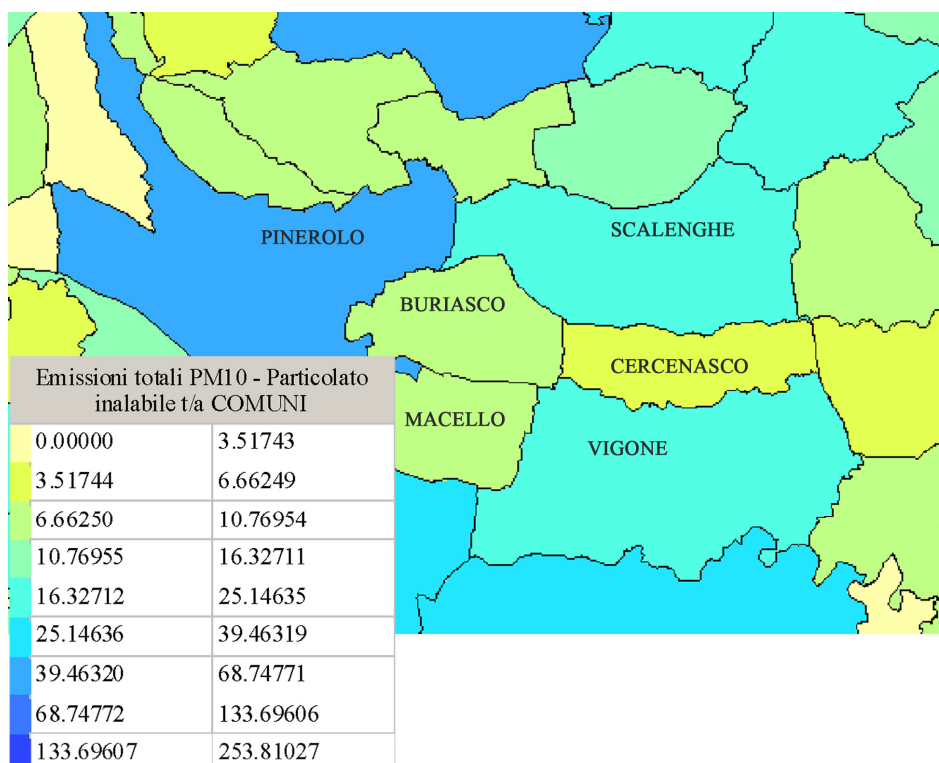 PINEROLO
SCALENGHE
BURIASCO
CERCENASCO
MACELLO
VIGONE
Emissioni totali PM10 - Particolato
inalabile t/a COMUNI
0.00000 3.51743
3.51744 6.66249
6.66250 10.76954
10.76955 16.32711
16.32712 25.14635
25.14636 39.46319
39.46320 68.74771
68.74772 133.69606
133.69607 253.81027